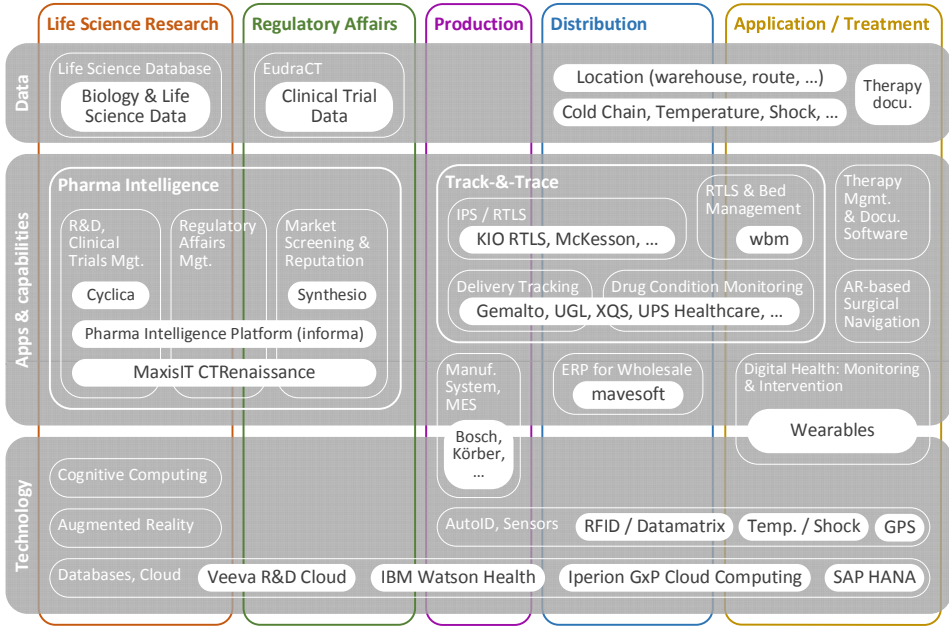 Life Science Research
Regulatory Affairs
Production
Distribution
Application / Treatment
Data
Life Science Database
Biology & Life
Science Data
EudraCT
Clinical Trial
Data
Location (warehouse, route, …)
Cold Chain, Temperature, Shock, …
Therapy
docu.
Apps & capabilities
Pharma Intelligence
R&D,
Clinical
Trials Mgt.
Regulatory
Affairs
Mgt.
Market
Screening &
Reputation
Cyclica
Synthesio
Pharma Intelligence Platform (informa)
MaxisIT CTRenaissance
Track-&-Trace
IPS / RTLS
KIO RTLS, McKesson, …
RTLS & Bed
Management
wbm
Delivery Tracking
Drug Condition Monitoring
Gemalto, UGL, XQS, UPS Healthcare, …
Therapy
Mgmt.
& Docu.
Software
AR-based
Surgical
Navigation
Manuf.
System,
MES
Bosch,
Körber,
…
ERP for Wholesale
mavesoft
Digital Health: Monitoring
& Intervention
Wearables
Technology
Cognitive Computing
Augmented Reality
AutoID, Sensors
RFID / Datamatrix
Temp. / Shock
GPS
Databases, Cloud
Veeva R&D Cloud
IBM Watson Health
Iperion GxP Cloud Computing
SAP HANA